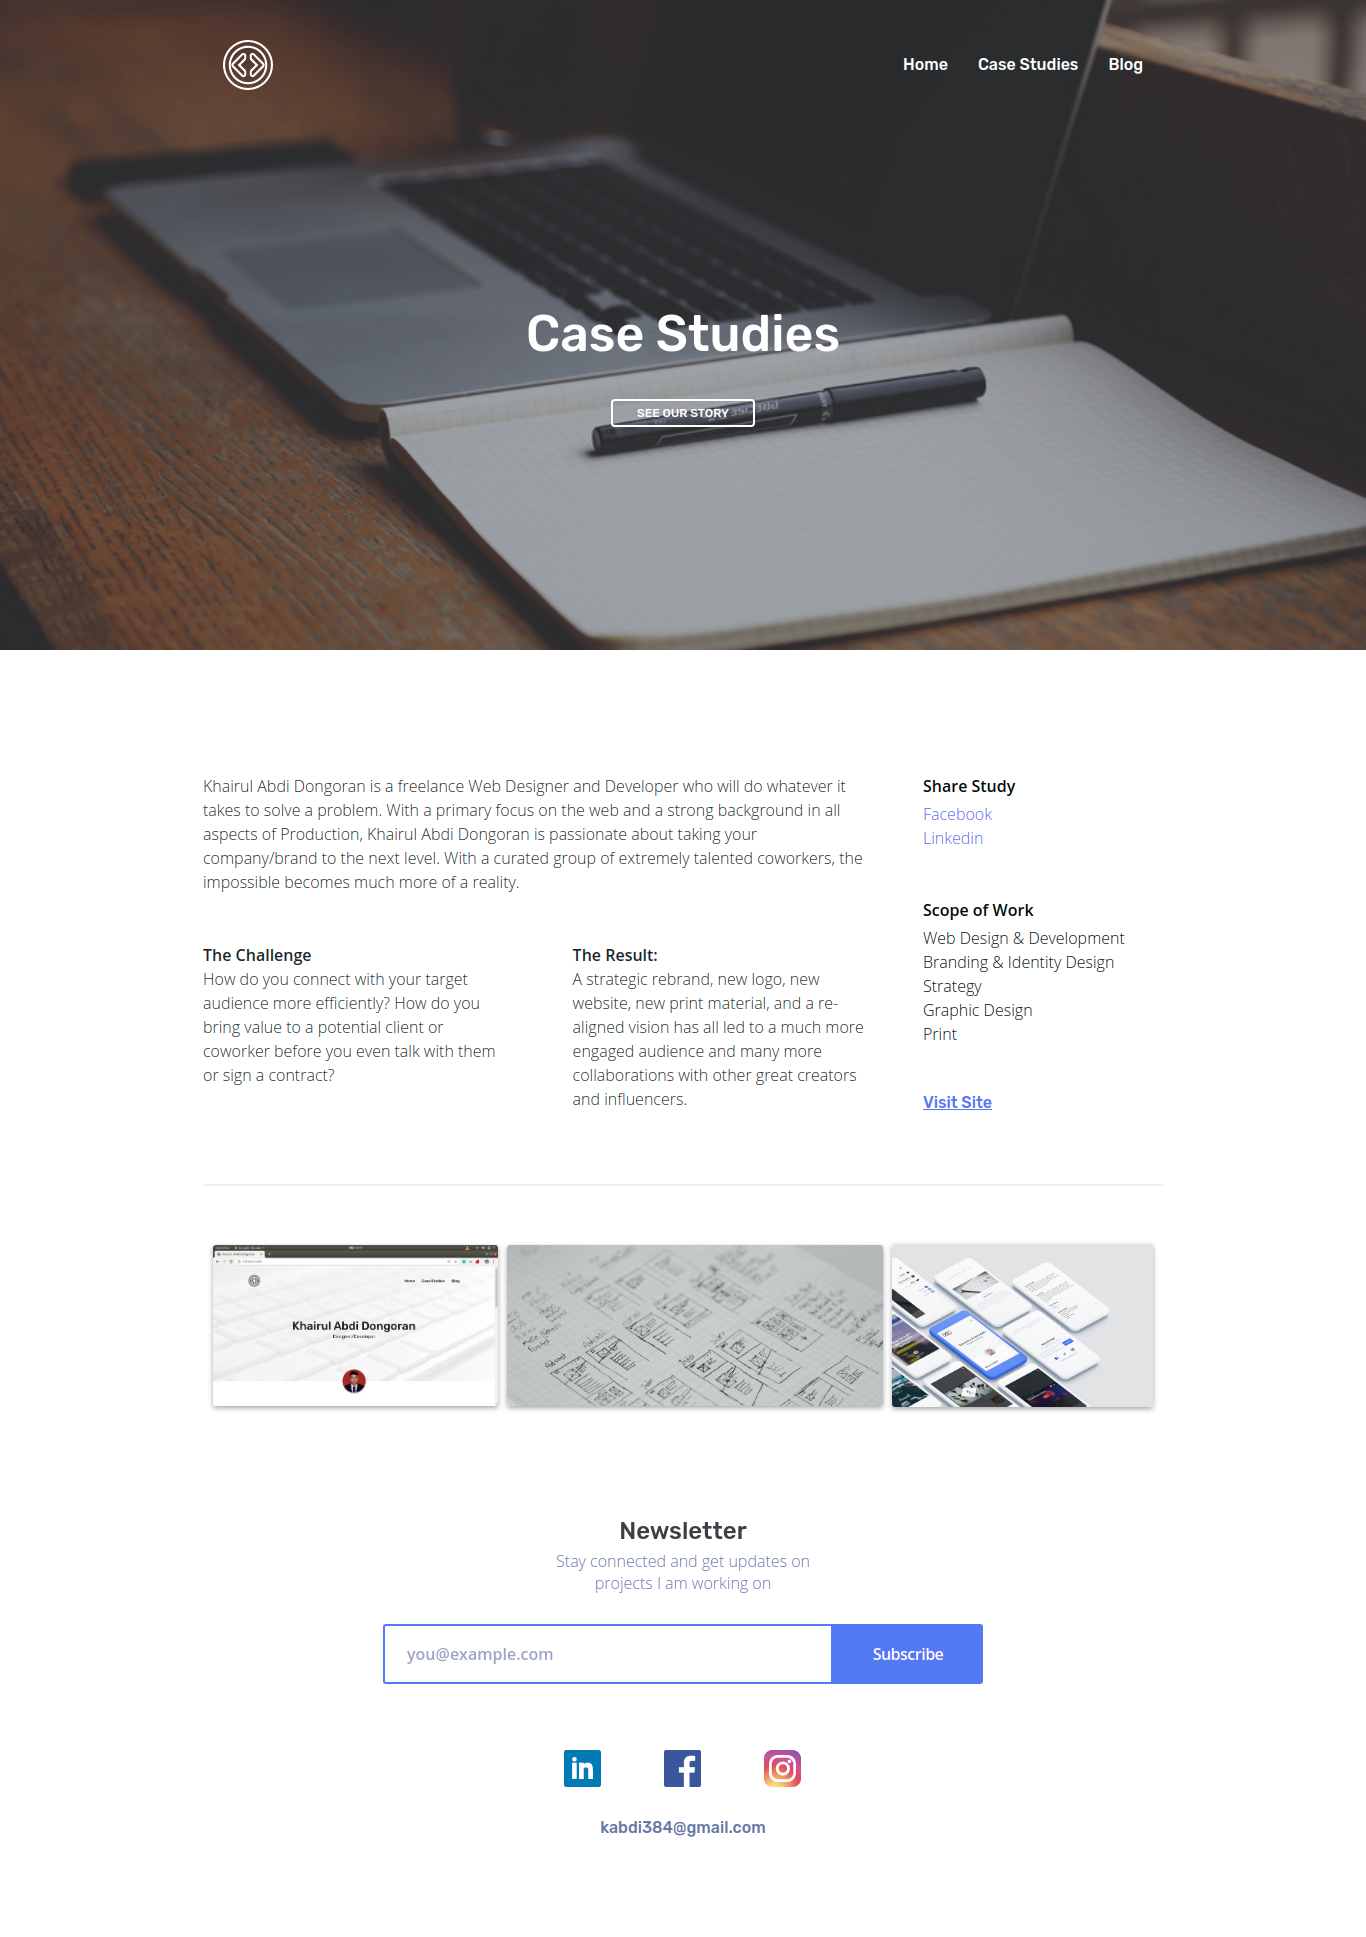 Home Case Studies Blog
Case Studies
SEE OUR STORY
Khairul Abdi Dongoran is a freelance Web Designer and Developer who will do whatever it
takes to solve a problem. With a primary focus on the web and a strong background in all
aspects of Production, Khairul Abdi Dongoran is passionate about taking your
company/brand to the next level. With a curated group of extremely talented coworkers, the
impossible becomes much more of a reality.
The Challenge
How do you connect with your target
audience more efficiently? How do you
bring value to a potential client or
coworker before you even talk with them
or sign a contract?
The Result:
A strategic rebrand, new logo, new
website, new print material, and a re-
aligned vision has all led to a much more
engaged audience and many more
collaborations with other great creators
and influencers.
Share Study
Facebook
Linkedin
Scope of Work
Web Design & Development
Branding & Identity Design
Strategy
Graphic Design
Print
Visit Site
Home Case Studies Blog
Khairul Abdi Dongoran
Designer/Developer
Newsletter
Stay connected and get updates on
projects I am working on
you@example.com
Subscribe
kabdi384@gmail.com